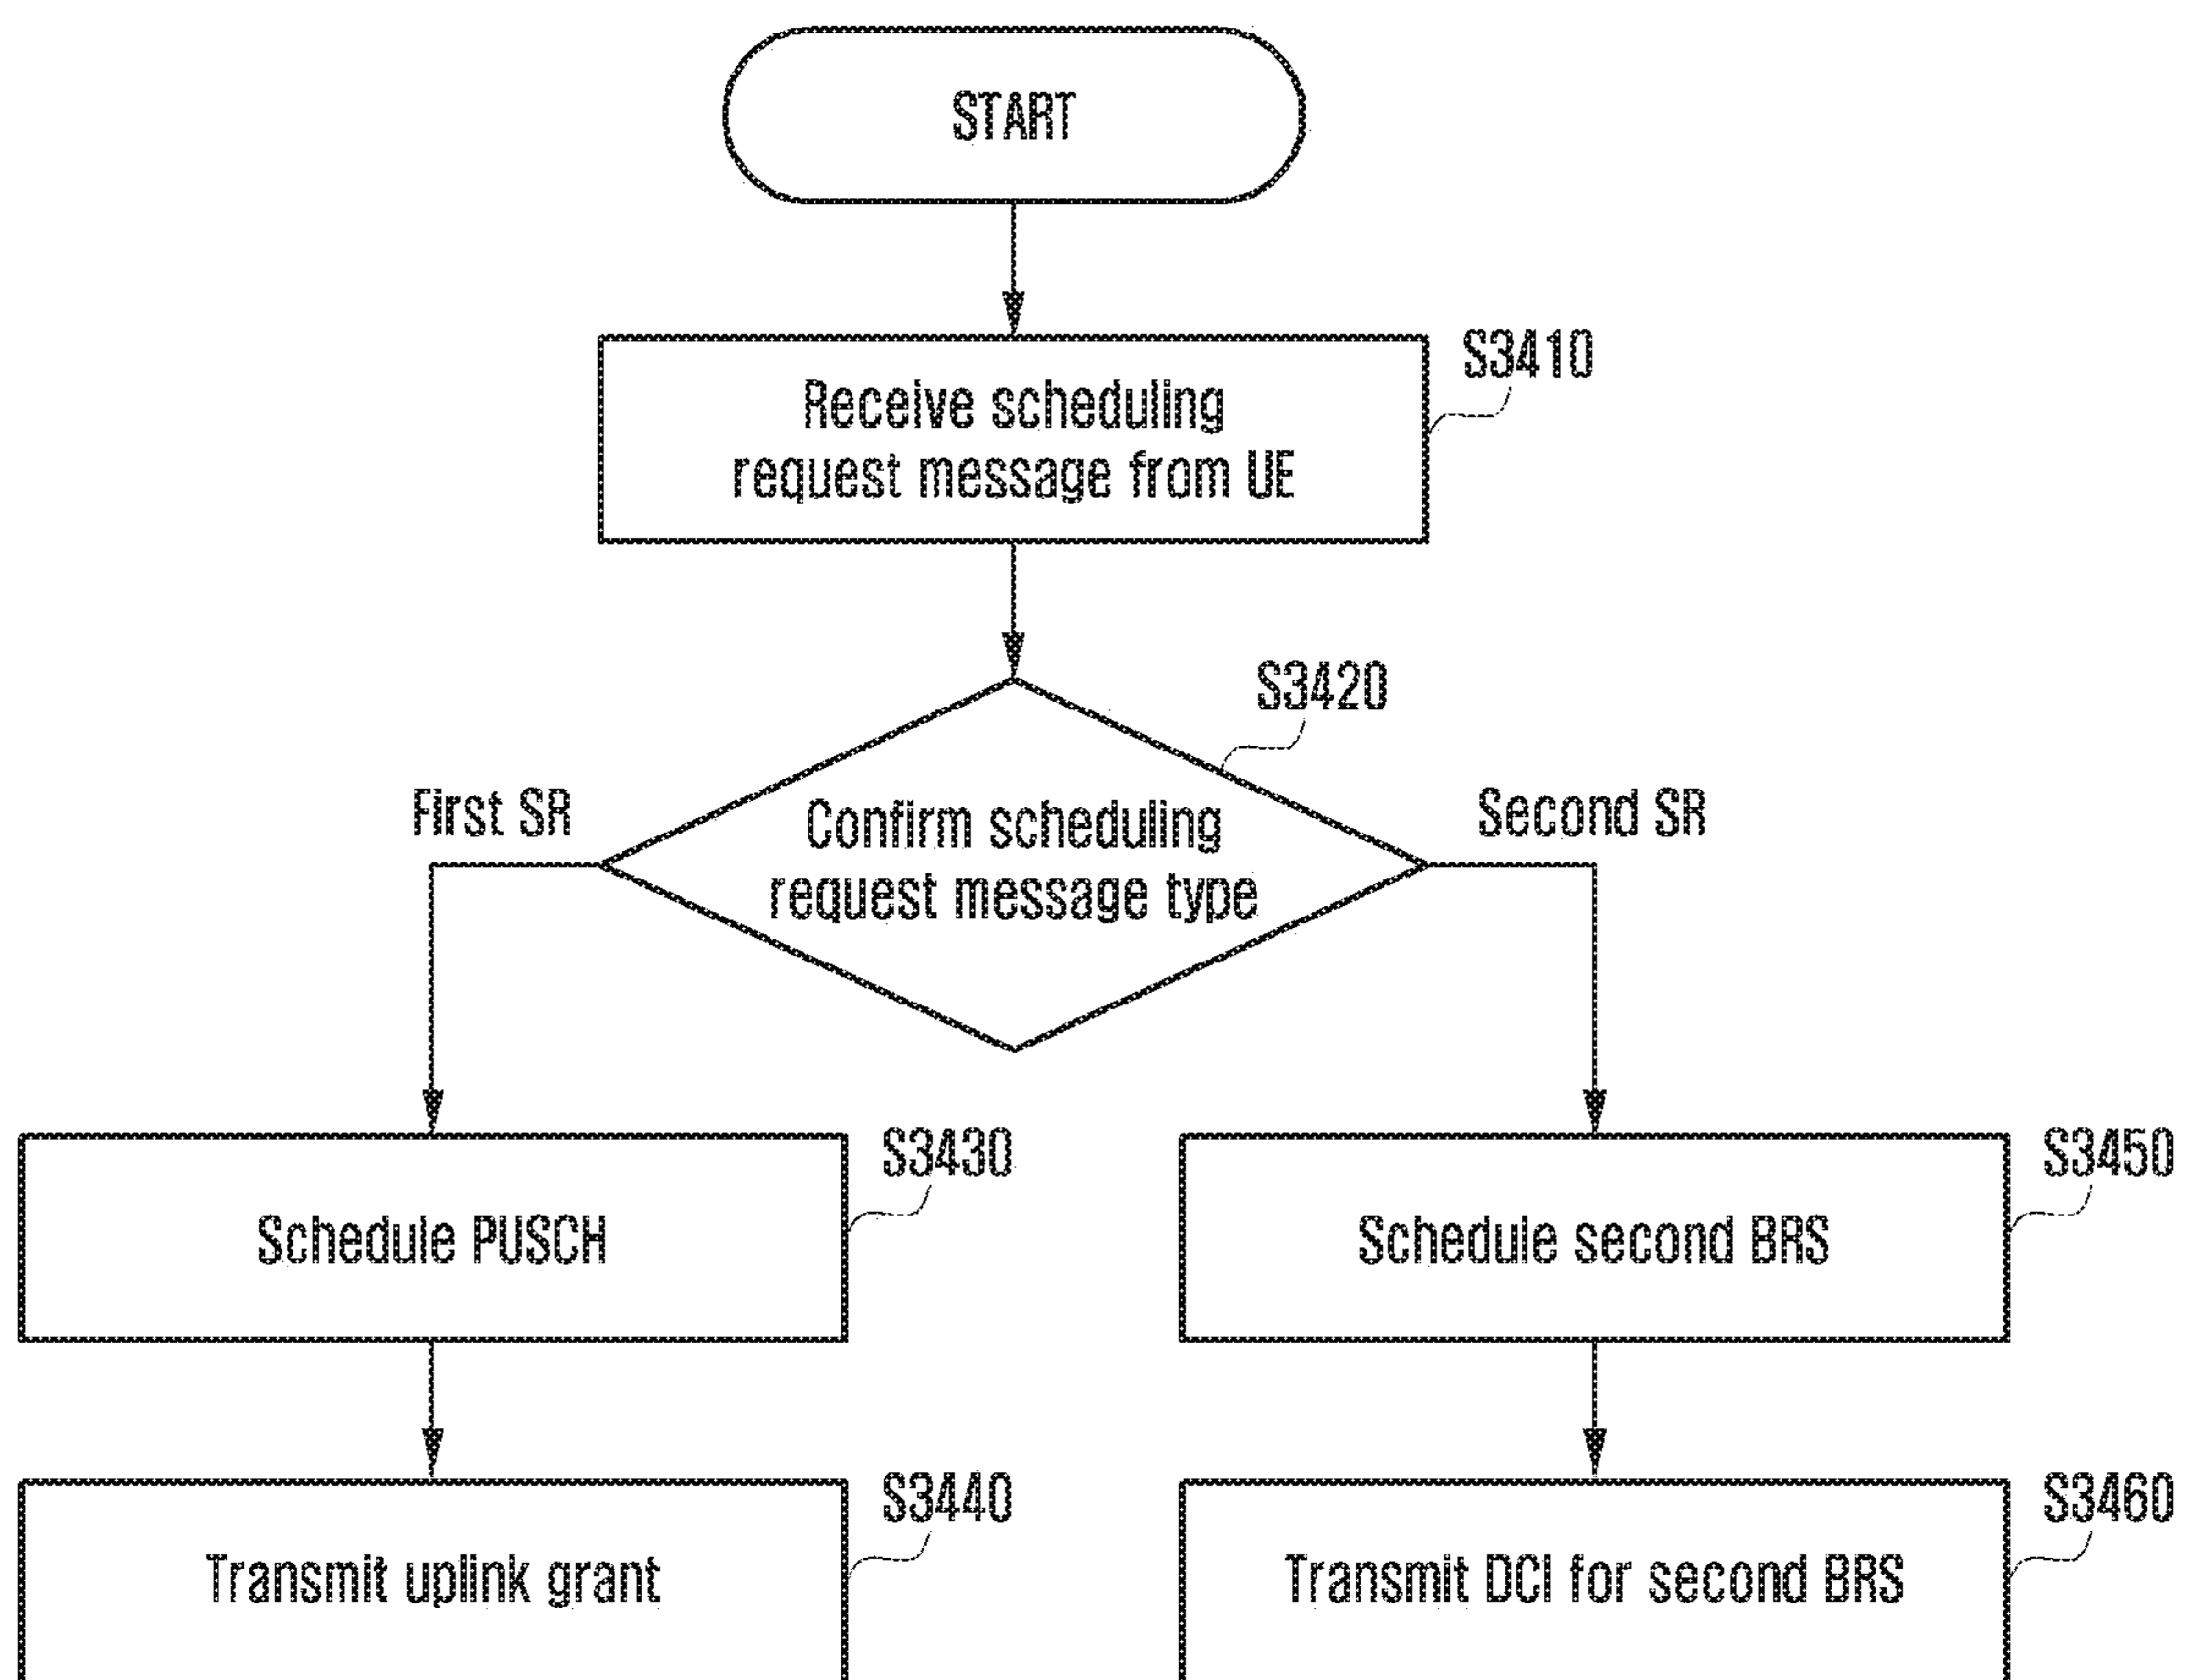 START
S3410
Receive scheduling
request message from UE
S3420
First SR
Second SR
Confirm scheduling
request message type
S3430
S3450
Schedule PUSCH
Schedule second BRS
S3440
S3460
Transmit uplink grant
Transmit DCI for second BRS